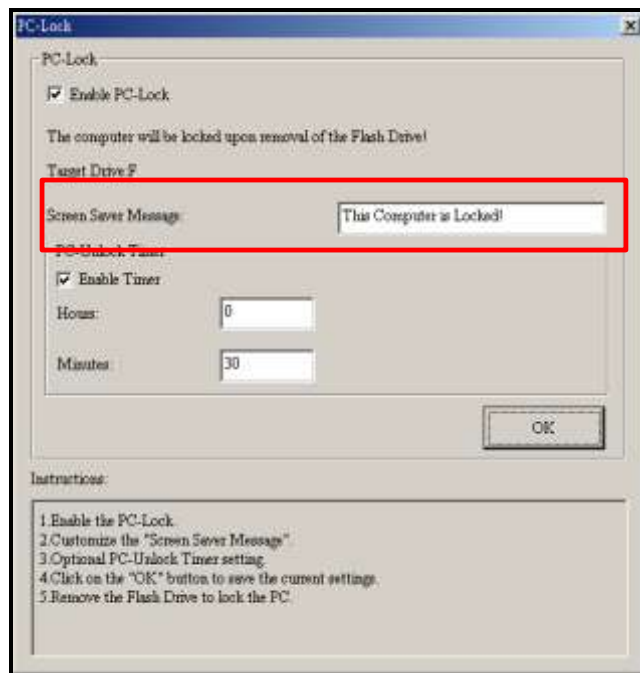 PC-Lock
PC-Lock
Enable PC-Lock
The computer will be locked upon removal of the Flash Drive!
Target Drive:F
Screen Saver Message: This Computer is Locked!
PC-Unlock Timer
Enable Timer
Hours: 0
Minutes: 30
OK
Instructions:
1.Enable the PC-Lock.
2.Customize the "Screen Saver Message"
3.Optional PC-Unlock Timer setting.
4.Click on the "OK" button to save the current settings.
5.Remove the Flash Drive to lock the PC.